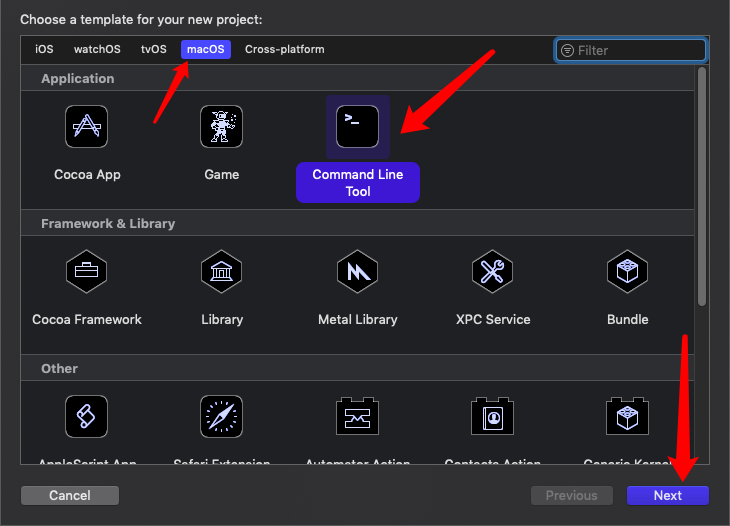 Choose a template for your new project:
iOS watchOS tvOS macOS Cross-platform Filter
Application
>_
Cocoa App Game Command Line
Tool
Framework & Library
Cocoa Framework Library Metal Library XPC Service Bundle
Other
AppleScript App Safari Extension Automator Action Contacts Action Generic Kernel
Cancel Previous Next